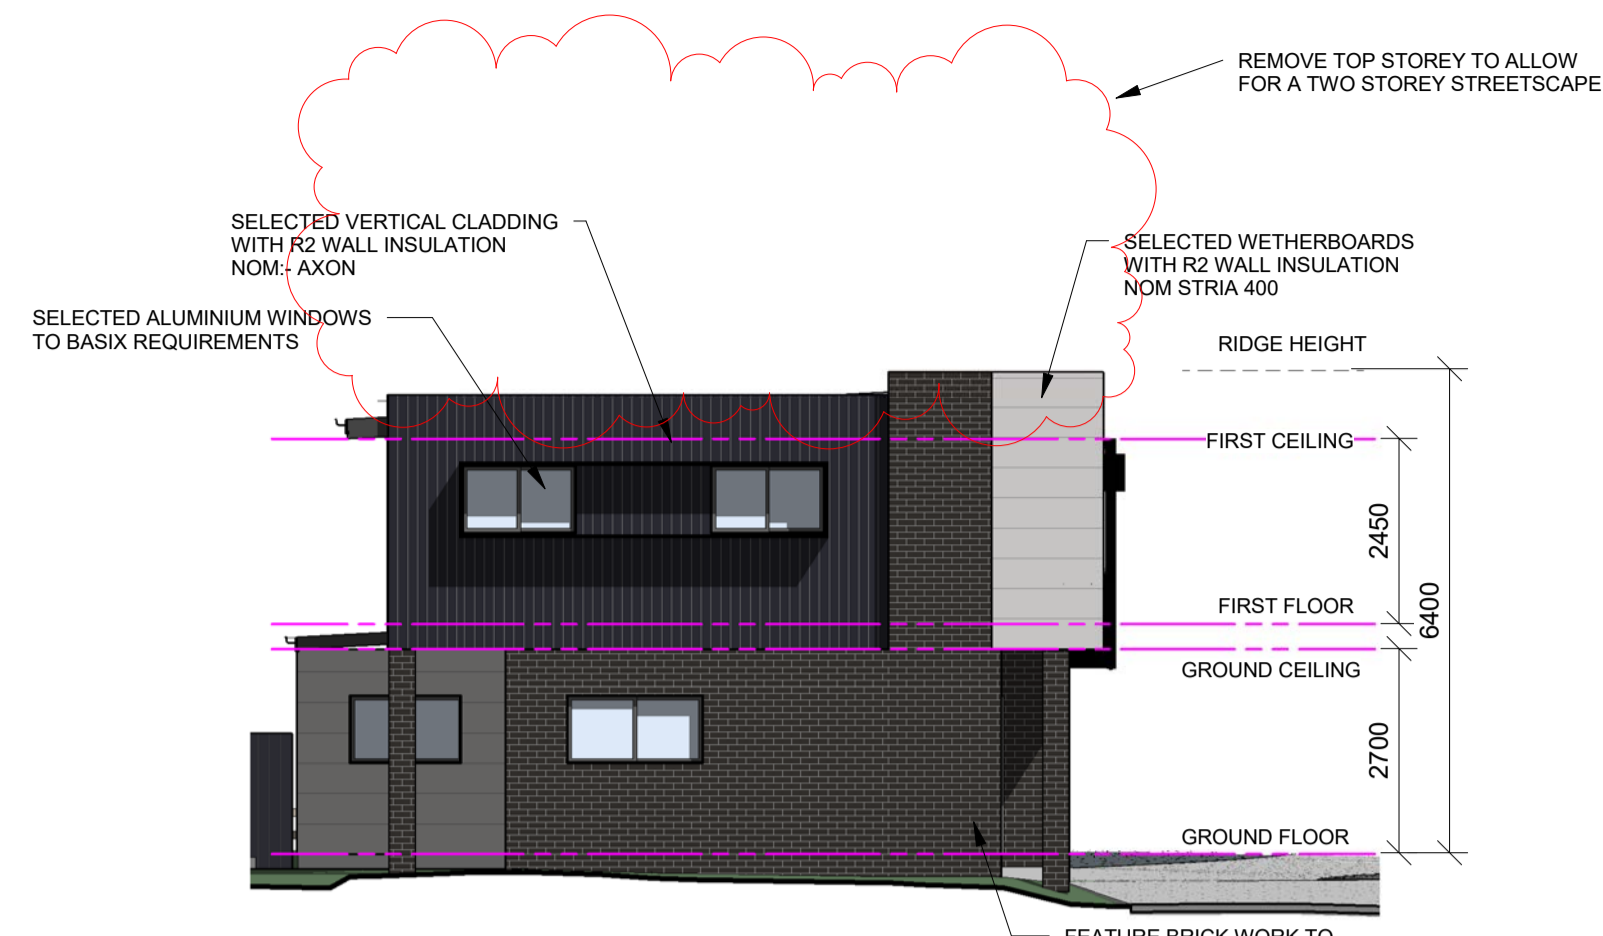 REMOVE TOP STOREY TO ALLOW
FOR A TWO STOREY STREETSCAPE
SELECTED VERTICAL CLADDING
WITH R2 WALL INSULATION
NOM:- AXON
SELECTED WETHERBOARDS
WITH R2 WALL INSULATION
NOM STRIA 400
SELECTED ALUMINIUM WINDOWS
TO BASIX REQUIREMENTS
RIDGE HEIGHT
FIRST CEILING
2450
FIRST FLOOR
6400
GROUND CEILING
2700
GROUND FLOOR
FEATURE BRICK WORK TO